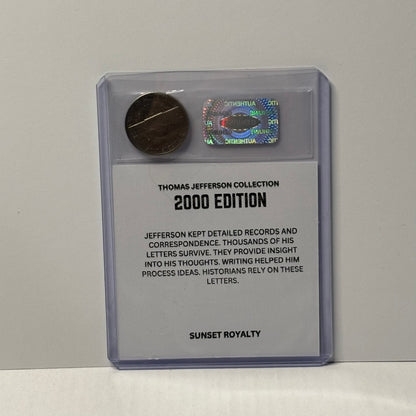 AUTHENTIC
THOMAS JEFFERSON COLLECTION
2000 EDITION
JEFFERSON KEPT DETAILED RECORDS AND
CORRESPONDENCE. THOUSANDS OF HIS
LETTERS SURVIVE. THEY PROVIDE INSIGHT
INTO HIS THOUGHTS. WRITING HELPED HIM
PROCESS IDEAS. HISTORIANS RELY ON THESE
LETTERS.
SUNSET ROYALTY